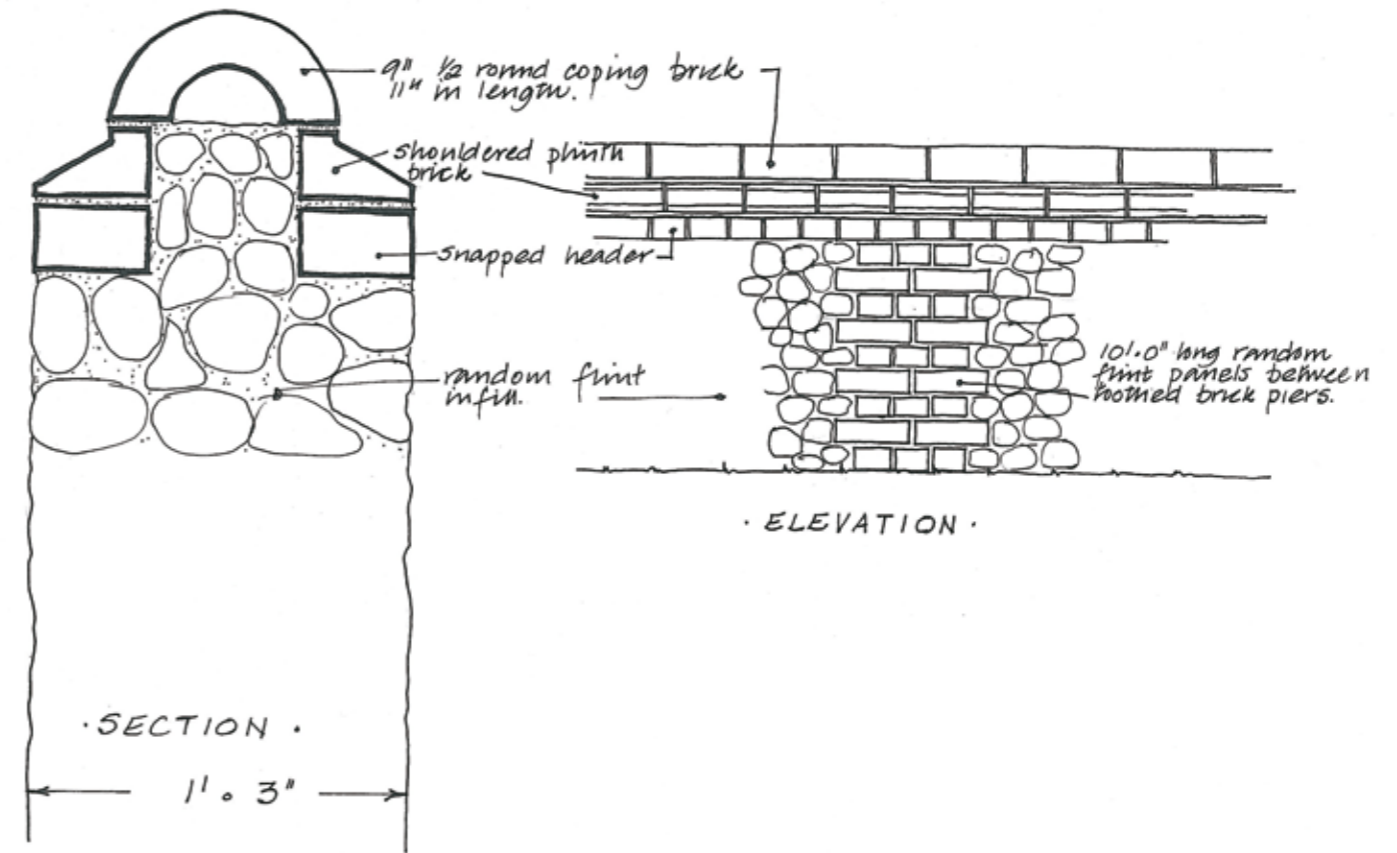 9" ½ round coping brick
11" in length.
shouldered plinth
brick
snapped header
random flint
infill.
10'.0" long random
flint panels between
toothed brick piers.
· ELEVATION ·
· SECTION ·
1'. 3"